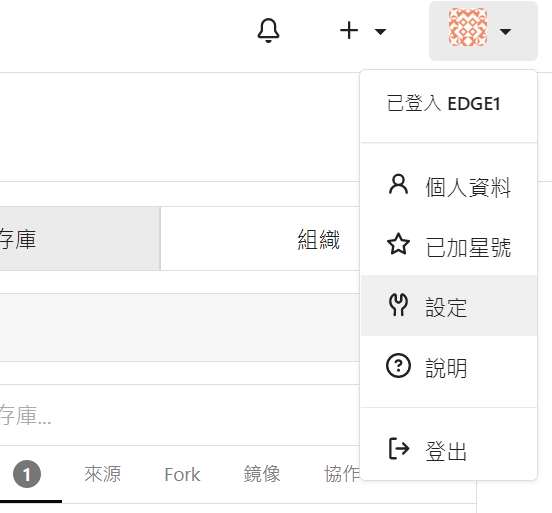 已登入 EDGE1
個人資料
存庫
組織
已加星號
設定
說明
存庫...
登出
1
來源
Fork
鏡像
協作